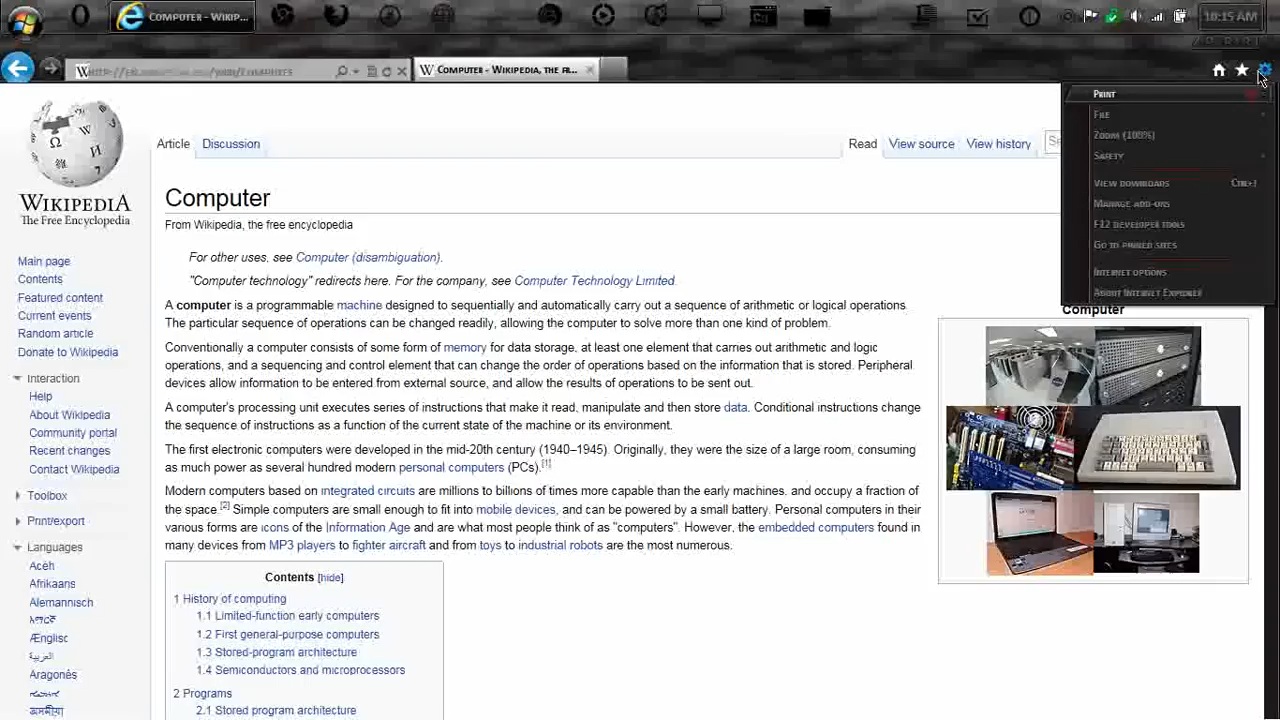 Computer - Wikip...
10:15 AM
Computer - Wikipedia, the fr...
Print
File
Zoom (100%)
Safety
View downloads Ctrl+J
Manage add-ons
F12 developer tools
Go to pinned sites
Internet options
About Internet Explorer
Article Discussion Read View source View history
Wikipedia
The Free Encyclopedia
Computer
From Wikipedia, the free encyclopedia
For other uses, see Computer (disambiguation).
"Computer technology" redirects here. For the company, see Computer Technology Limited.
A computer is a programmable machine designed to sequentially and automatically carry out a sequence of arithmetic or logical operations.
The particular sequence of operations can be changed readily, allowing the computer to solve more than one kind of problem.
Conventionally a computer consists of some form of memory for data storage, at least one element that carries out arithmetic and logic
operations, and a sequencing and control element that can change the order of operations based on the information that is stored. Peripheral
devices allow information to be entered from external source, and allow the results of operations to be sent out.
A computer's processing unit executes series of instructions that make it read, manipulate and then store data. Conditional instructions change
the sequence of instructions as a function of the current state of the machine or its environment.
The first electronic computers were developed in the mid-20th century (1940–1945). Originally, they were the size of a large room, consuming
as much power as several hundred modern personal computers (PCs).[1]
Modern computers based on integrated circuits are millions to billions of times more capable than the early machines, and occupy a fraction of
the space.[2] Simple computers are small enough to fit into mobile devices, and can be powered by a small battery. Personal computers in their
various forms are icons of the Information Age and are what most people think of as "computers". However, the embedded computers found in
many devices from MP3 players to fighter aircraft and from toys to industrial robots are the most numerous.
Computer
Main page
Contents
Featured content
Current events
Random article
Donate to Wikipedia
Interaction
Help
About Wikipedia
Community portal
Recent changes
Contact Wikipedia
Toolbox
Print/export
Languages
Aceh
Afrikaans
Alemannisch
አማርኛ
Ænglisc
العربية
Aragonés
অসমীয়া
Contents [hide]
1 History of computing
1.1 Limited-function early computers
1.2 First general-purpose computers
1.3 Stored-program architecture
1.4 Semiconductors and microprocessors
2 Programs
2.1 Stored program architecture